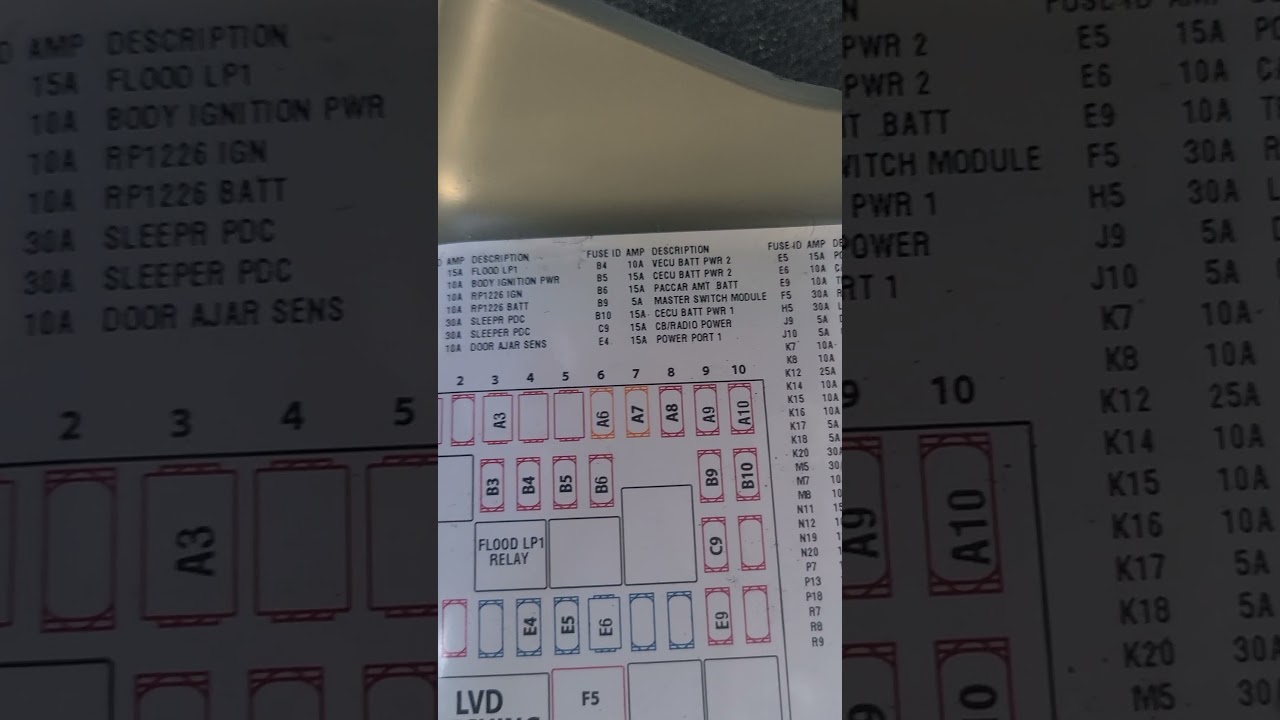 AMP DESCRIPTION
15A FLOOD LP1
10A BODY IGNITION PWR
10A RP1226 IGN
10A RP1226 BATT
30A SLEEPR PDC
30A SLEEPER PDC
10A DOOR AJAR SENS
FUSE ID AMP DESCRIPTION
B4 10A VECU BATT PWR 2
B5 15A CECU BATT PWR 2
B6 15A PACCAR AMT BATT
B9 5A MASTER SWITCH MODULE
B10 15A CECU BATT PWR 1
C9 15A CB/RADIO POWER
E4 15A POWER PORT 1
FUSE ID AMP
E5 15A
E6 10A
E9 10A
F5 30A
H5 30A
J9 5A
J10 5A
K7 10A
K8 10A
K12 25A
K14 10A
K15 10A
K16 10A
K17 5A
K18 5A
K20 30A
M5 30
M7 10
M8 10
N11
N12 10
N19 10
N20
P7
P13
P18
R7
R8
R9
2 3 4 5 6 7 8 9 10
A3 A6 A7 A8 A9 A10
B3 B4 B5 B6 B9 B10
FLOOD LP1
RELAY
C9
E4 E5 E6 E9
LVD
F5